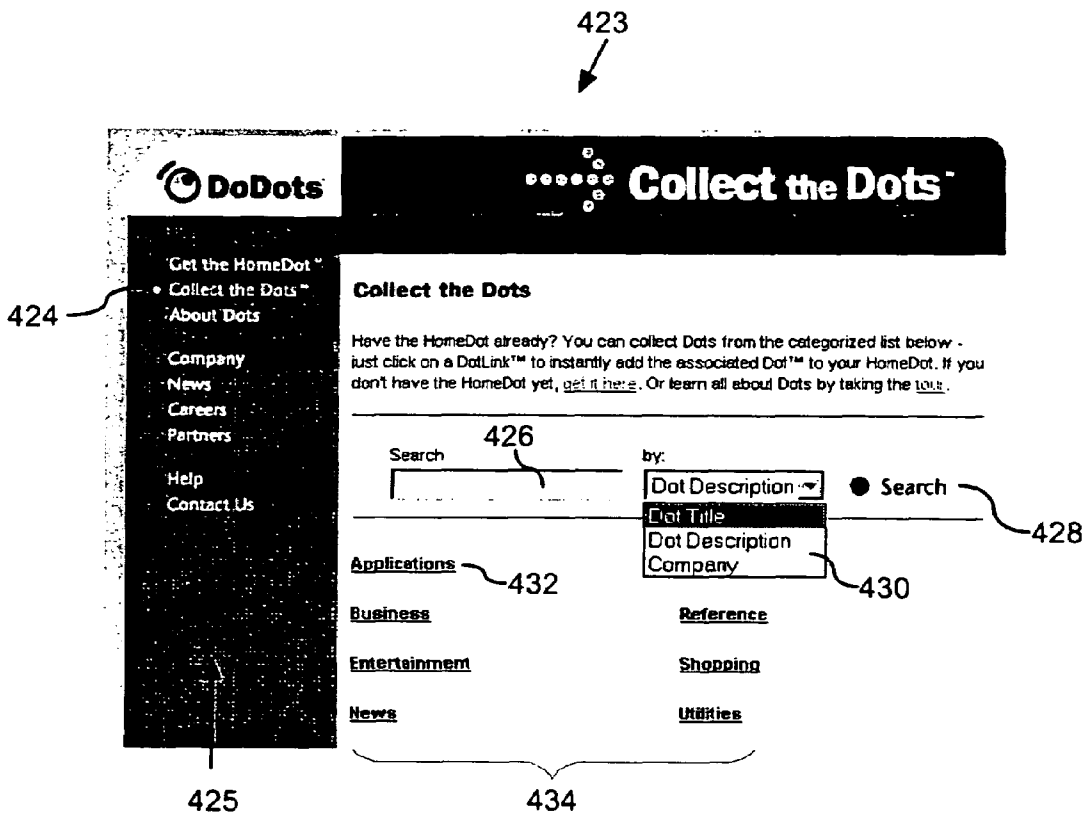 423
DoDots
Collect the Dots™
Get the HomeDot™
Collect the Dots™
About Dots
Company
News
Careers
Partners
Help
Contact Us
424
425
Collect the Dots
Have the HomeDot already? You can collect Dots from the categorized list below -
just click on a DotLink™ to instantly add the associated Dot™ to your HomeDot. If you
don't have the HomeDot yet, get it here. Or learn all about Dots by taking the tour.
Search
426
by:
Dot Description
Search
428
Dot Title
Dot Description
Company
430
Applications
432
Business
Reference
Entertainment
Shopping
News
Utilities
434